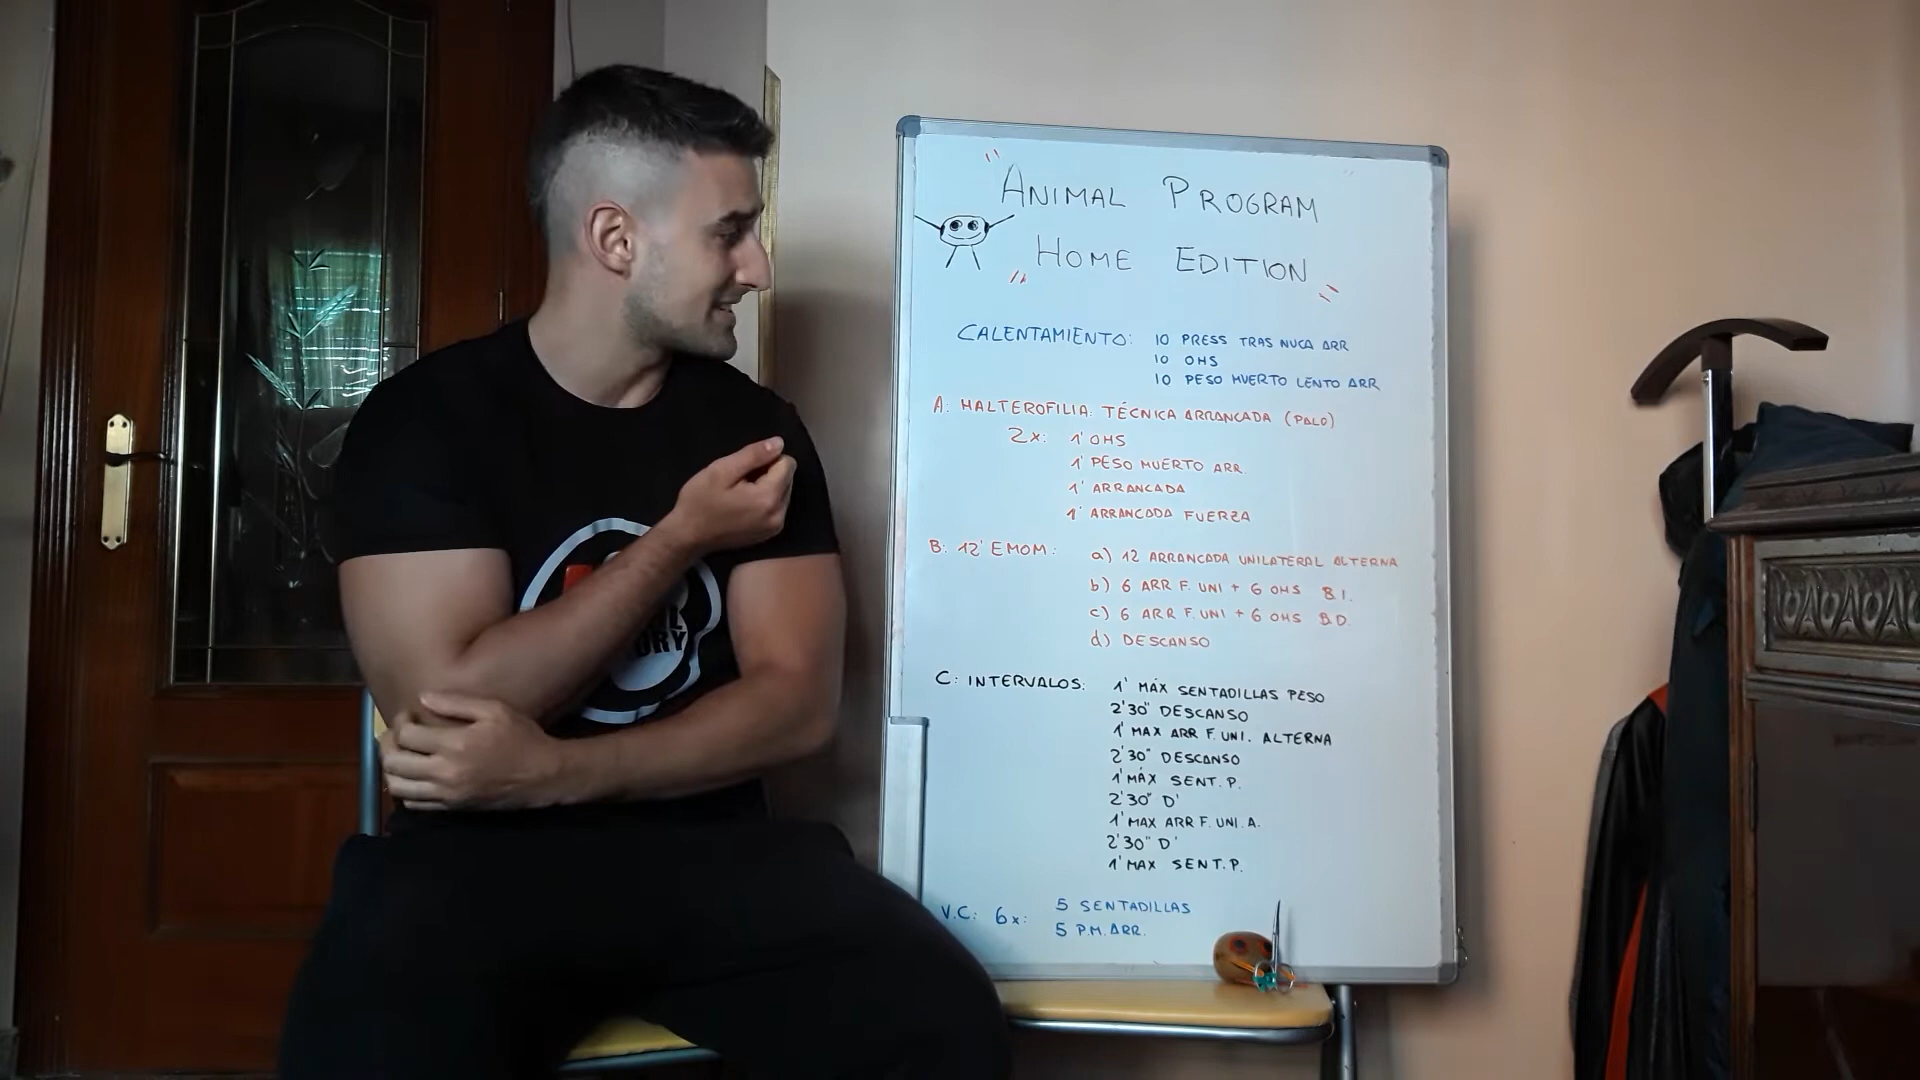 "ANIMAL PROGRAM
"HOME EDITION"
CALENTAMIENTO: 10 PRESS TRAS NUCA ARR
10 OHS
10 PESO MUERTO LENTO ARR
A: HALTEROFILIA: TÉCNICA ARRANCADA (PALO)
2x: 1' OHS
1' PESO MUERTO ARR.
1' ARRANCADA
1' ARRANCADA FUERZA
B: 12' EMOM: a) 12 ARRANCADA UNILATERAL ALTERNA
b) 6 ARR F. UNI + 6 OHS B.I.
c) 6 ARR F. UNI + 6 OHS B.D.
d) DESCANSO
C: INTERVALOS: 1' MÁX SENTADILLAS PESO
2'30" DESCANSO
1' MAX ARR F. UNI. ALTERNA
2'30" DESCANSO
1' MÁX SENT. P.
2'30" D'
1' MAX ARR F. UNI. A.
2'30" D'
1' MAX SENT. P.
V.C: 6x: 5 SENTADILLAS
5 P.M. ARR.